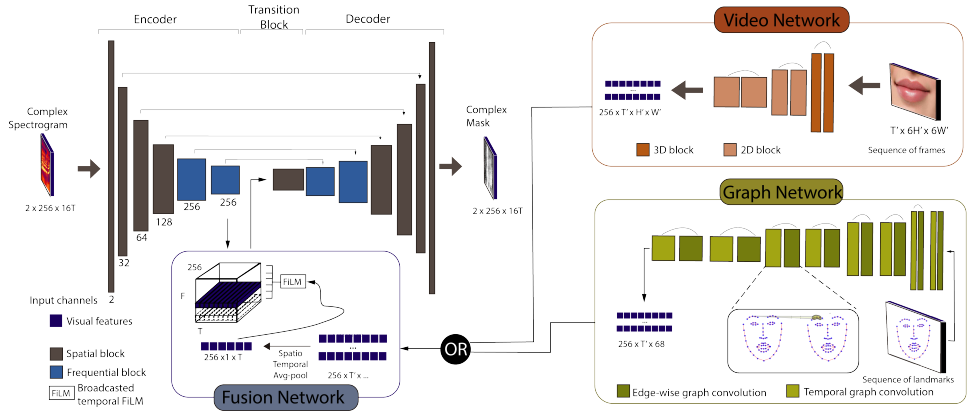 Encoder
Transition
Block
Decoder
Complex
Spectrogram
2 x 256 x 16T
2
32
64
128
256
256
Complex
Mask
2 x 256 x 16T
Input channels
Visual features
Spatial block
Frequential block
FiLM
Broadcasted
temporal FiLM
256
F
T
FiLM
256 x1 x T
Spatio
Temporal
Avg-pool
...
256 x T' x ...
Fusion Network
OR
Video Network
...
256 x T' x H' x W'
T' x 6H' x 6W'
Sequence of frames
3D block
2D block
Graph Network
...
256 x T' x 68
Sequence of landmarks
Edge-wise graph convolution
Temporal graph convolution